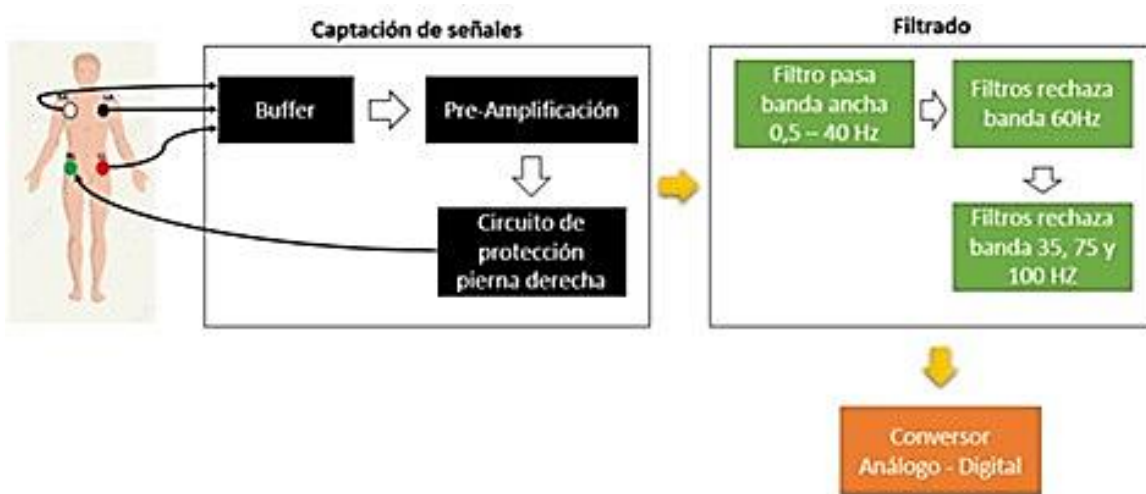 Captación de señales
Filtrado
Buffer
Pre-Amplificación
Circuito de
protección
pierna derecha
Filtro pasa
banda ancha
0,5 – 40 Hz
Filtros rechaza
banda 60Hz
Filtros rechaza
banda 35, 75 y
100 HZ
Conversor
Análogo - Digital